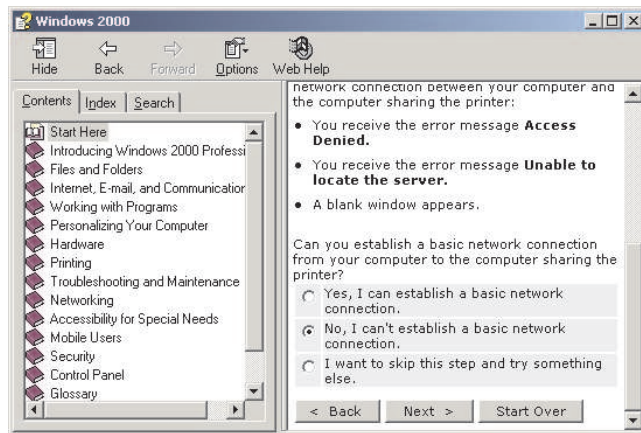 Windows 2000
Hide Back Forward Options Web Help
Contents Index Search
Start Here
Introducing Windows 2000 Professi
Files and Folders
Internet, E-mail, and Communication
Working with Programs
Personalizing Your Computer
Hardware
Printing
Troubleshooting and Maintenance
Networking
Accessibility for Special Needs
Mobile Users
Security
Control Panel
Glossary
network connection between your computer and
the computer sharing the printer:
• You receive the error message Access
Denied.
• You receive the error message Unable to
locate the server.
• A blank window appears.
Can you establish a basic network connection
from your computer to the computer sharing the
printer?
Yes, I can establish a basic network
connection.
No, I can't establish a basic network
connection.
I want to skip this step and try something
else.
< Back Next > Start Over